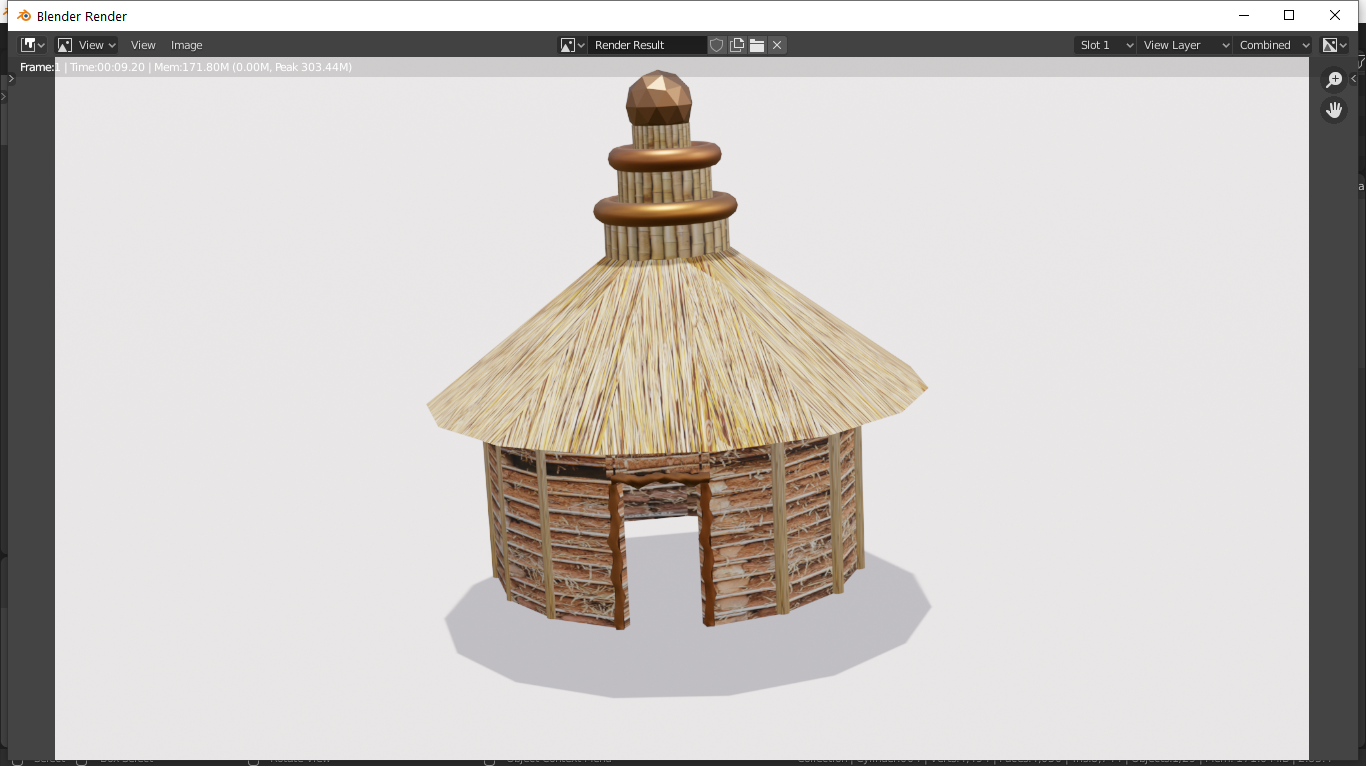 Blender Render
View View Image Render Result Slot 1 View Layer Combined
Frame:1 | Time:00:09.20 | Mem:171.80M (0.00M, Peak 303.44M)